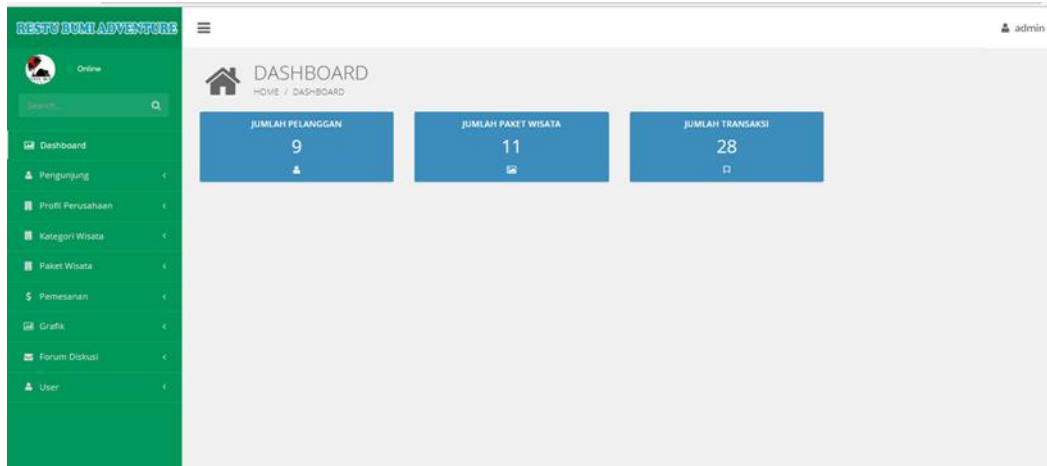 RESTU BUMI ADVENTURE
admin
Online
Search...
DASHBOARD
HOME / DASHBOARD
JUMLAH PELANGGAN
9
JUMLAH PAKET WISATA
11
JUMLAH TRANSAKSI
28
Dashboard
Pengunjung
Profil Perusahaan
Kategori Wisata
Paket Wisata
$ Pemesanan
Grafik
Forum Diskusi
User